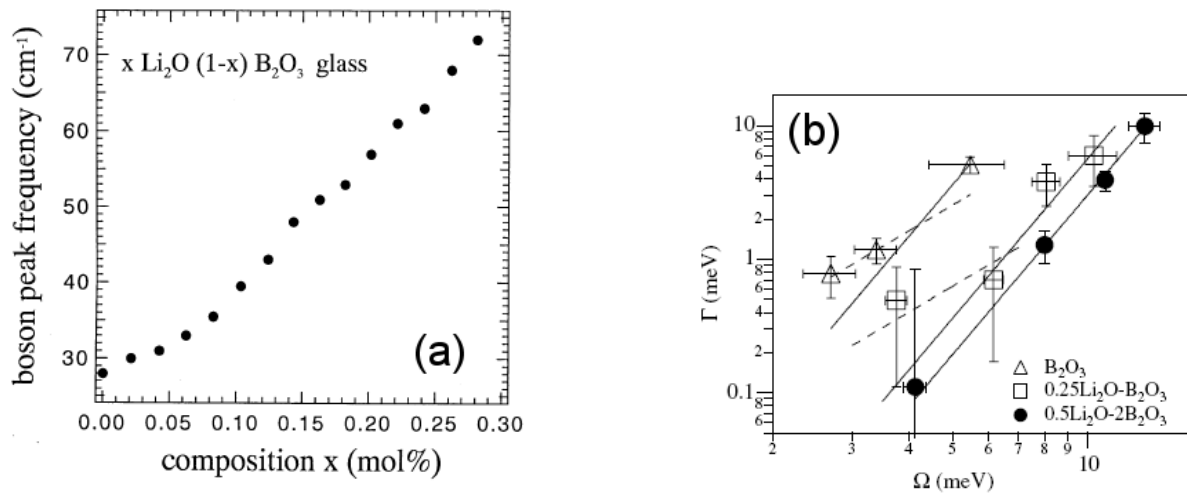 x Li₂O (1-x) B₂O₃ glass
boson peak frequency (cm⁻¹)
70
60
50
40
30
(a)
0.00 0.05 0.10 0.15 0.20 0.25 0.30
composition x (mol%)
(b)
Γ (meV)
10
8
6
4
2
1
8
6
4
2
0.1
8
6
B₂O₃
0.25Li₂O-B₂O₃
0.5Li₂O-2B₂O₃
2 3 4 5 6 7 8 9 10
Ω (meV)